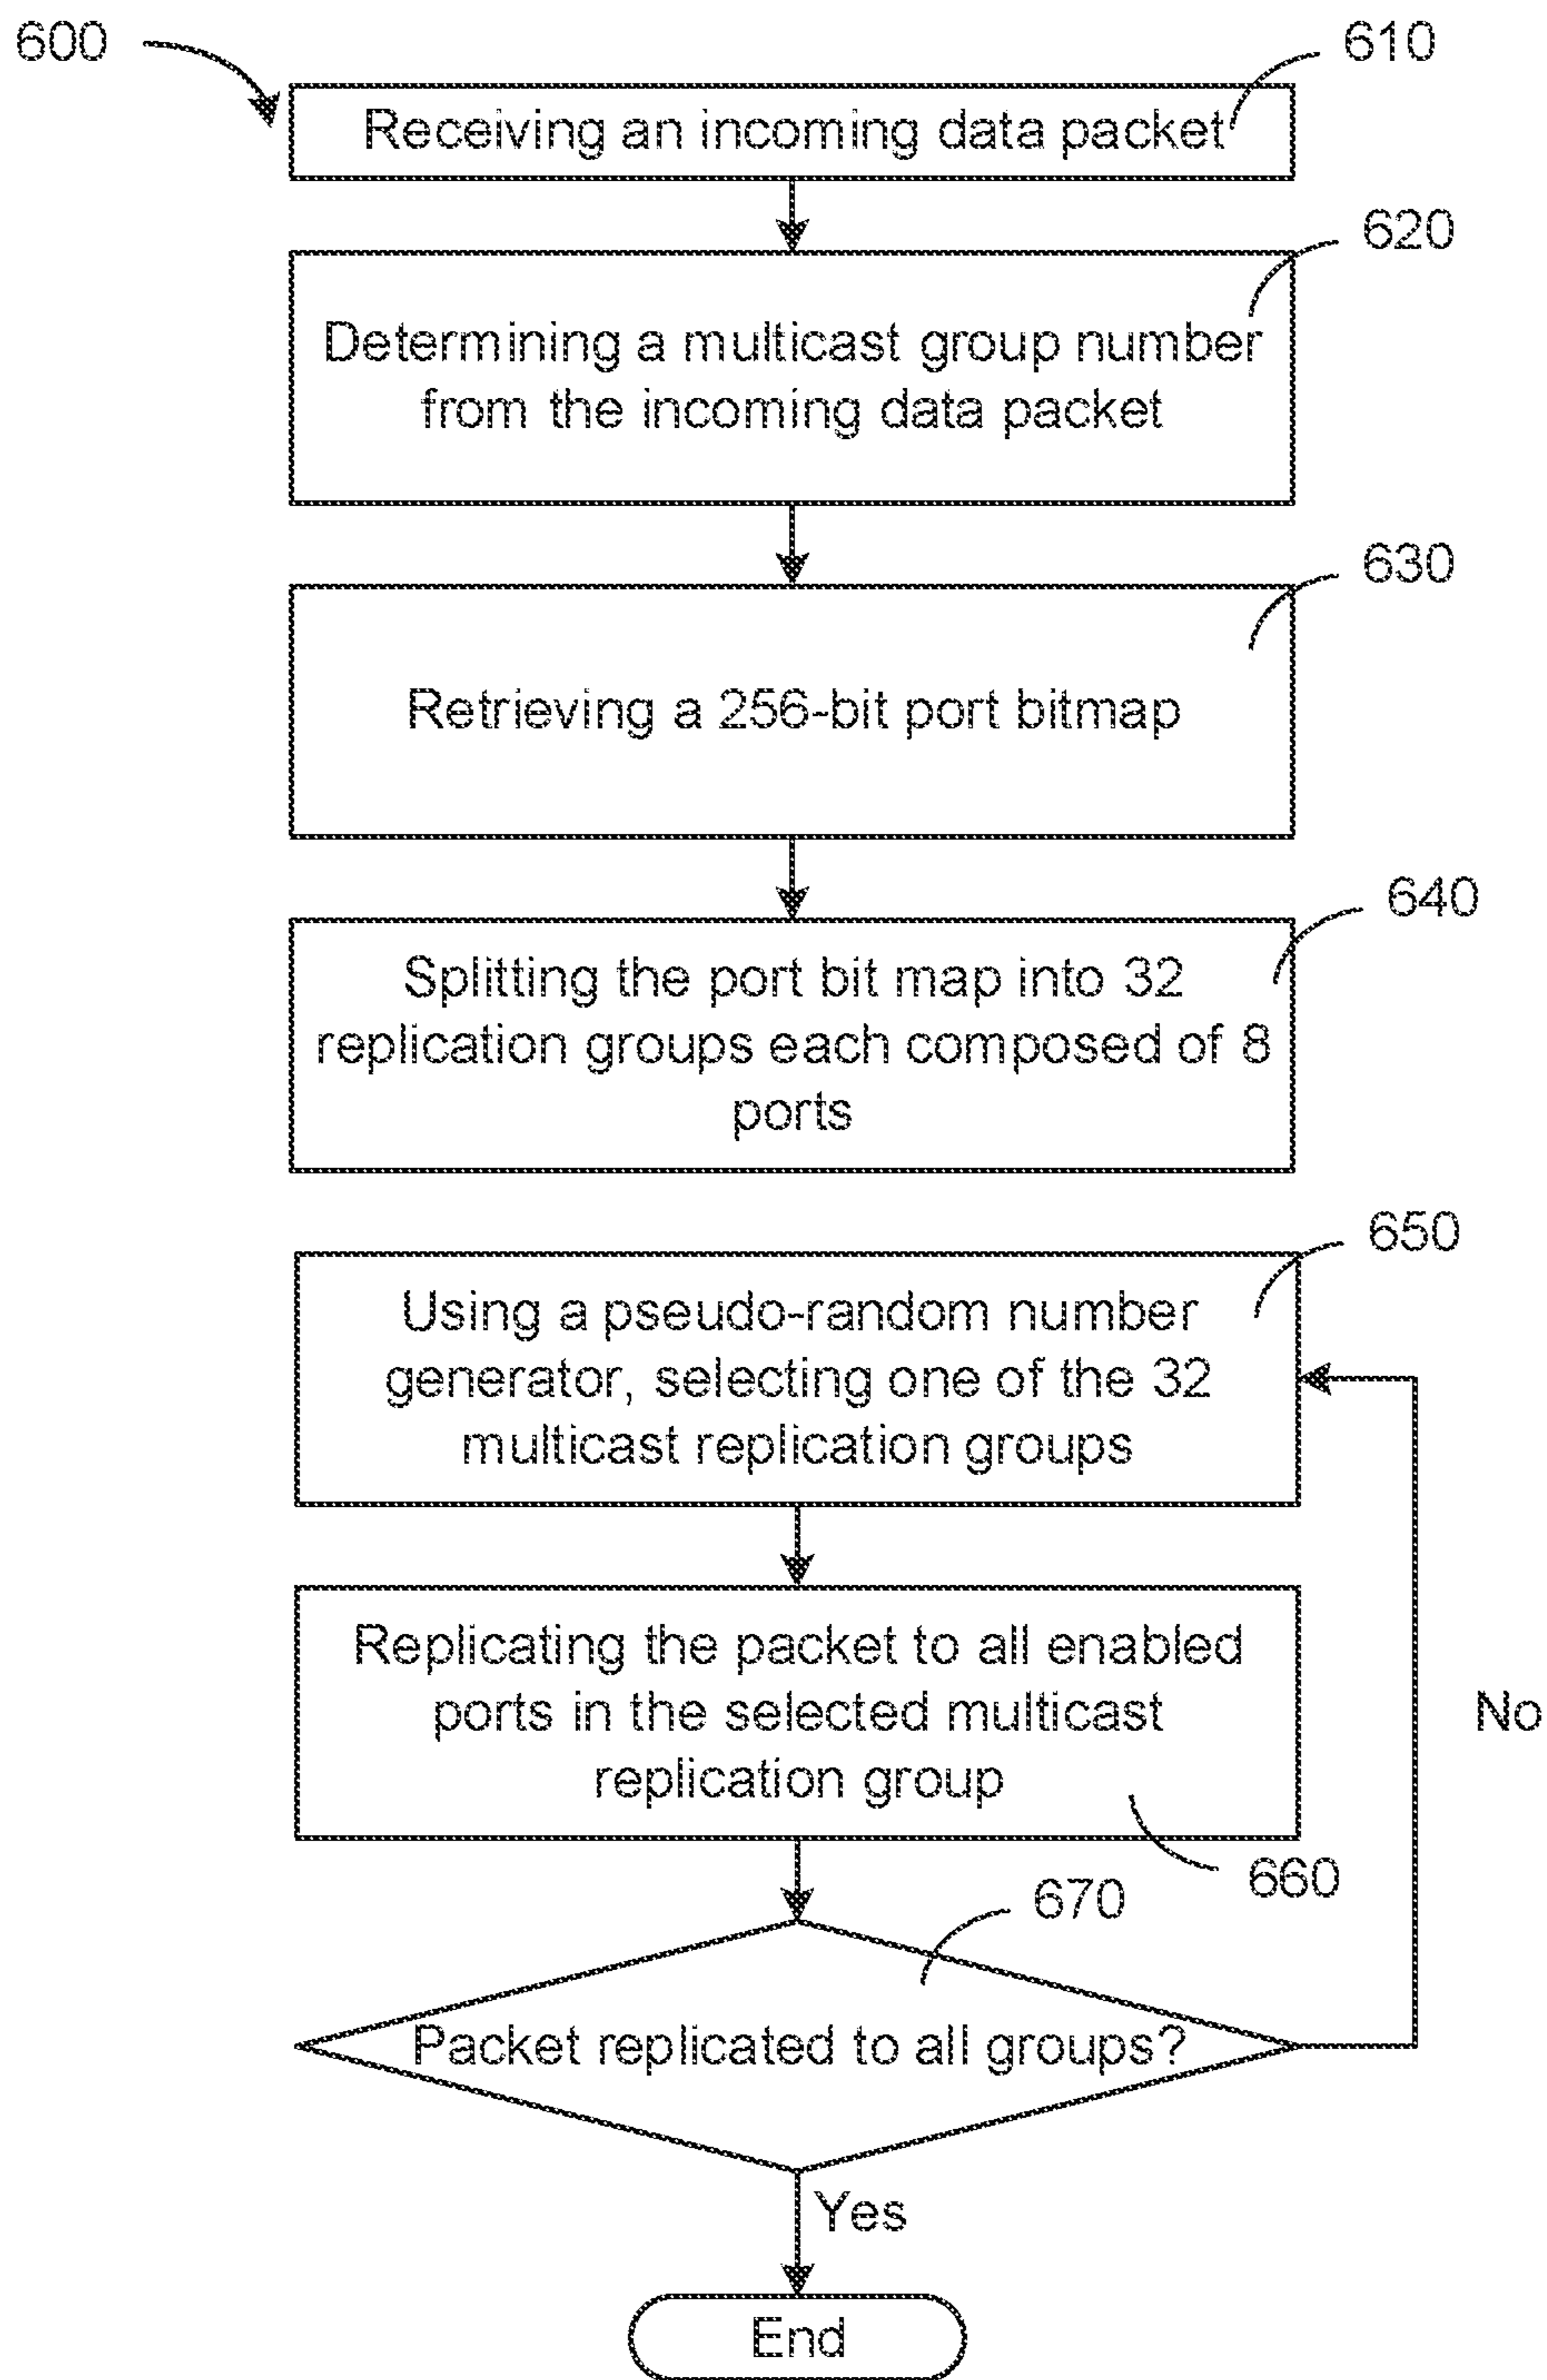 600
610
Receiving an incoming data packet
620
Determining a multicast group number
from the incoming data packet
630
Retrieving a 256-bit port bitmap
640
Splitting the port bit map into 32
replication groups each composed of 8
ports
650
Using a pseudo-random number
generator, selecting one of the 32
multicast replication groups
Replicating the packet to all enabled
ports in the selected multicast
replication group
No
660
670
Packet replicated to all groups?
Yes
End